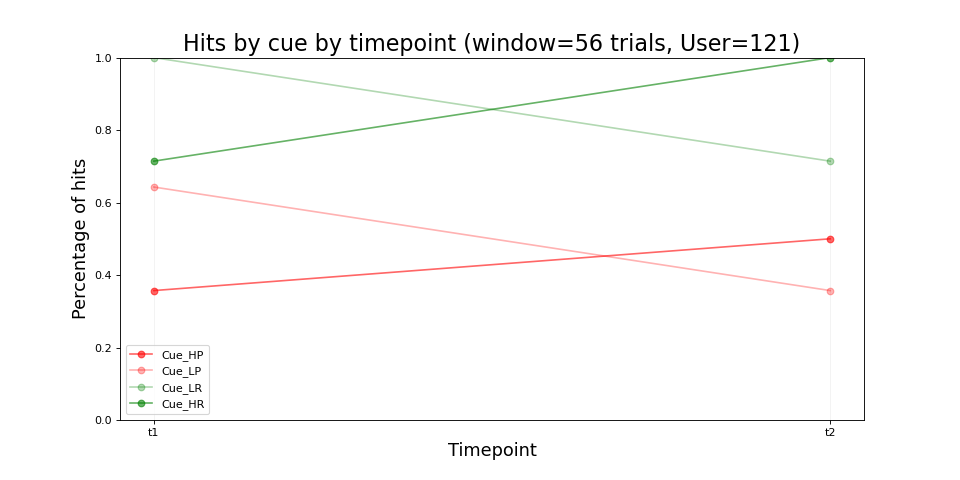 Hits by cue by timepoint (window=56 trials, User=121)
Percentage of hits
1.0
0.8
0.6
0.4
0.2
0.0
Cue_HP
Cue_LP
Cue_LR
Cue_HR
t1
t2
Timepoint